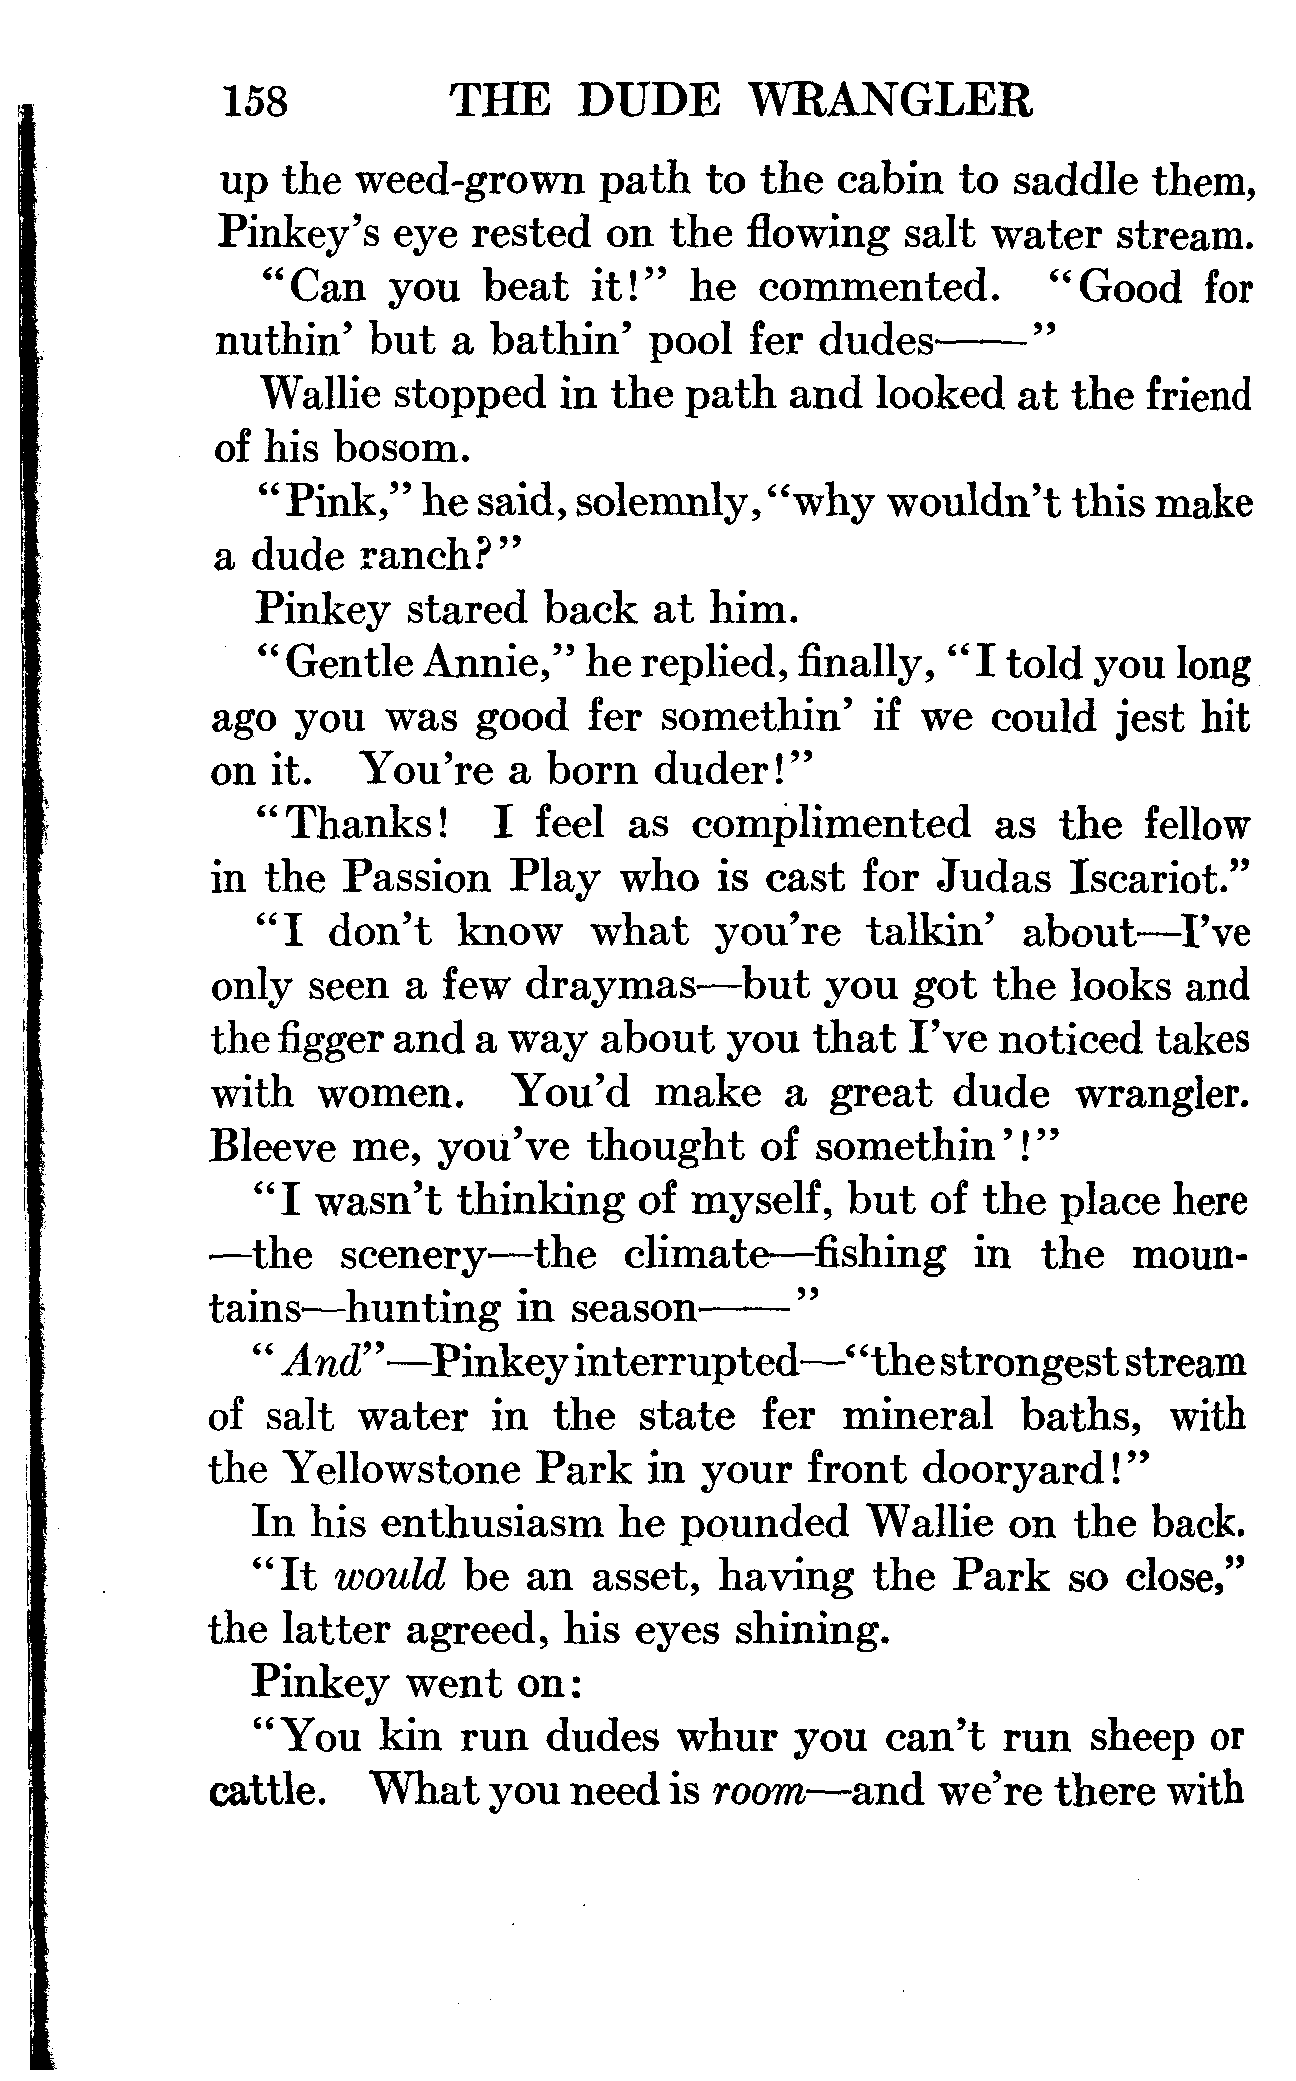 158 THE DUDE WRANGLER
up the weed-grown path to the cabin to saddle them,
Pinkey's eye rested on the flowing salt water stream.
"Can you beat it!" he commented. "Good for
nuthin' but a bathin' pool fer dudes——"
Wallie stopped in the path and looked at the friend
of his bosom.
"Pink," he said, solemnly, "why wouldn't this make
a dude ranch?"
Pinkey stared back at him.
"Gentle Annie," he replied, finally, "I told you long
ago you was good fer somethin' if we could jest hit
on it. You're a born duder!"
"Thanks! I feel as complimented as the fellow
in the Passion Play who is cast for Judas Iscariot."
"I don't know what you're talkin' about—I've
only seen a few draymas—but you got the looks and
the figger and a way about you that I've noticed takes
with women. You'd make a great dude wrangler.
Bleeve me, you've thought of somethin'!"
"I wasn't thinking of myself, but of the place here
—the scenery—the climate—fishing in the moun-
tains—hunting in season——"
"And"—Pinkey interrupted—"the strongest stream
of salt water in the state fer mineral baths, with
the Yellowstone Park in your front dooryard!"
In his enthusiasm he pounded Wallie on the back.
"It would be an asset, having the Park so close,"
the latter agreed, his eyes shining.
Pinkey went on:
"You kin run dudes whur you can't run sheep or
cattle. What you need is room—and we're there with